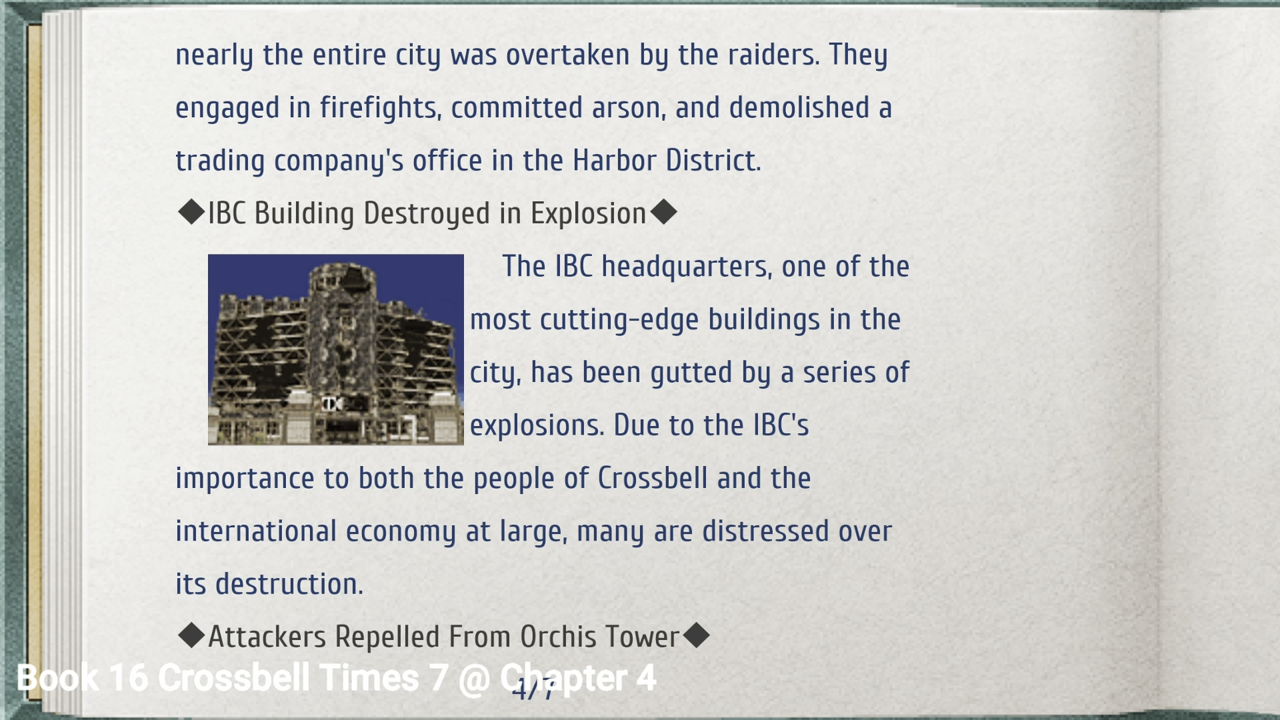 nearly the entire city was overtaken by the raiders. They
engaged in firefights, committed arson, and demolished a
trading company's office in the Harbor District.
◆IBC Building Destroyed in Explosion◆
The IBC headquarters, one of the
most cutting-edge buildings in the
city, has been gutted by a series of
explosions. Due to the IBC's
importance to both the people of Crossbell and the
international economy at large, many are distressed over
its destruction.
◆Attackers Repelled From Orchis Tower◆
Book 16 Crossbell Times 7 @ Chapter 4
4/7